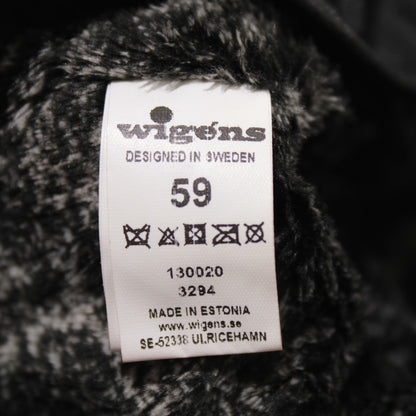 wigéns
DESIGNED IN SWEDEN
59
130020
3294
MADE IN ESTONIA
www.wigens.se
SE-52338 ULRICEHAMN